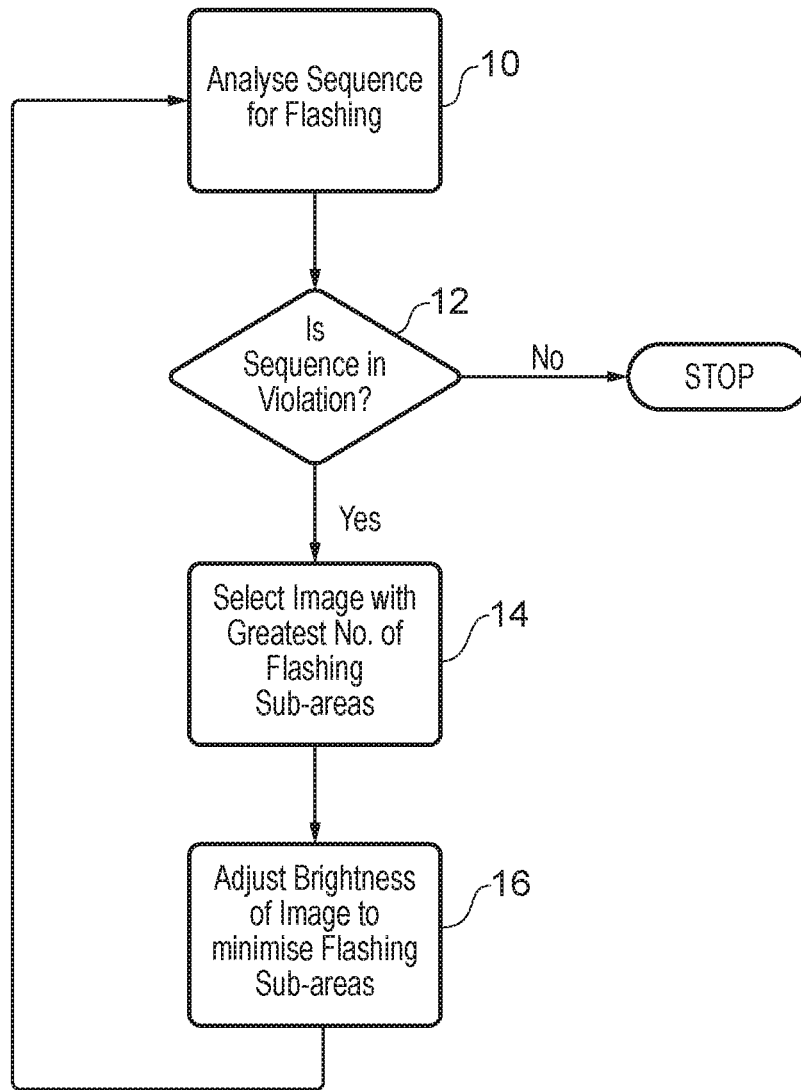 Analyse Sequence
for Flashing
10
Is
Sequence in
Violation?
12
No
STOP
Yes
Select Image with
Greatest No. of
Flashing
Sub-areas
14
Adjust Brightness
of Image to
minimise Flashing
Sub-areas
16